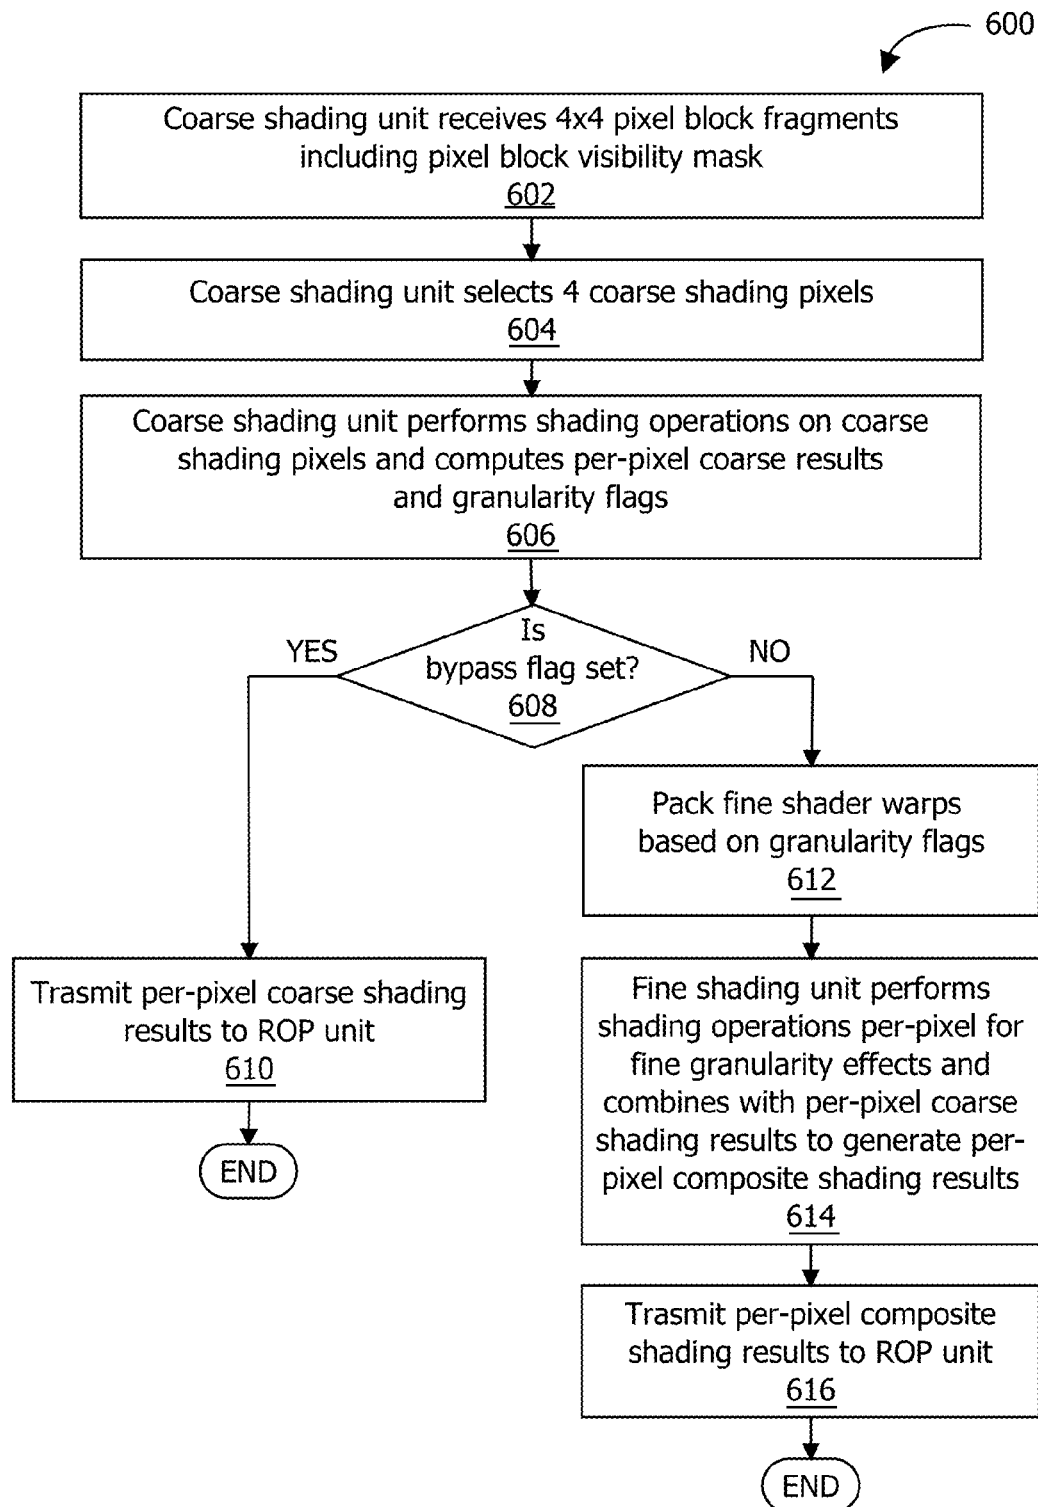 600
Coarse shading unit receives 4x4 pixel block fragments
including pixel block visibility mask
602
Coarse shading unit selects 4 coarse shading pixels
604
Coarse shading unit performs shading operations on coarse
shading pixels and computes per-pixel coarse results
and granularity flags
606
Is
bypass flag set?
608
YES
NO
Pack fine shader warps
based on granularity flags
612
Trasmit per-pixel coarse shading
results to ROP unit
610
END
Fine shading unit performs
shading operations per-pixel for
fine granularity effects and
combines with per-pixel coarse
shading results to generate per-
pixel composite shading results
614
Trasmit per-pixel composite
shading results to ROP unit
616
END